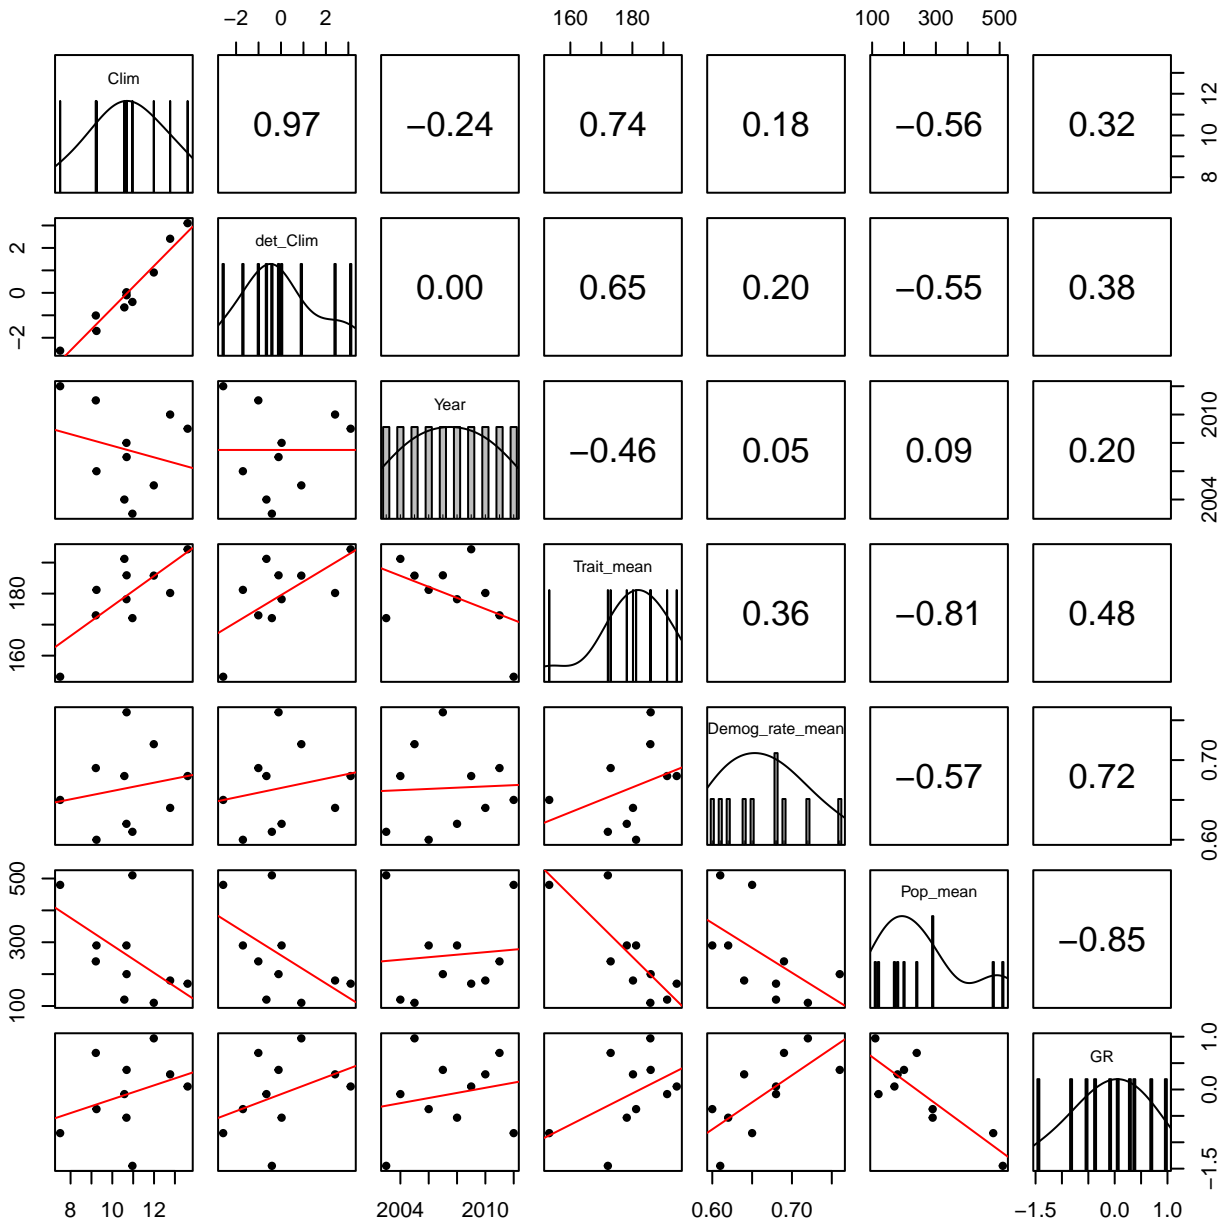 −2 0 2 160 180 100 300 500
Clim 0.97 −0.24 0.74 0.18 −0.56 0.32 8 10 12
−2 0 2 det_Clim 0.00 0.65 0.20 −0.55 0.38
Year −0.46 0.05 0.09 0.20 2004 2010
160 180 Trait_mean 0.36 −0.81 0.48
Demog_rate_mean −0.57 0.72 0.60 0.70
100 300 500 Pop_mean −0.85
GR −1.5 0.0 1.0
8 10 12 2004 2010 0.60 0.70 −1.5 0.0 1.0